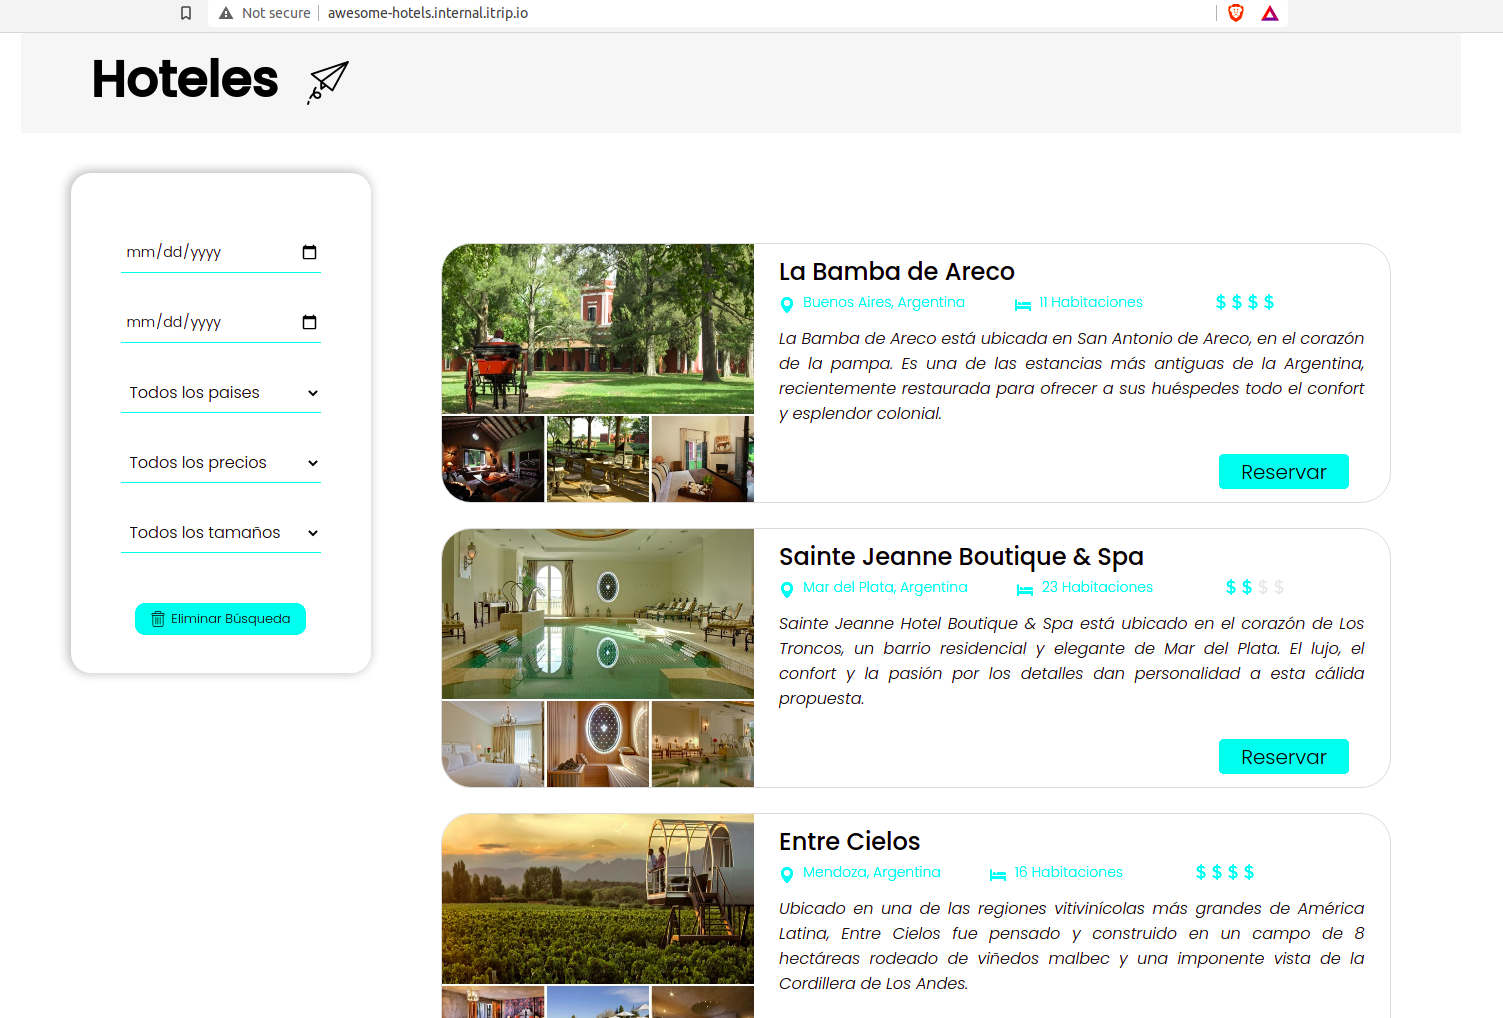 Not secure
awesome-hotels.internal.itrip.io
Hoteles
mm/dd/yyyy
mm/dd/yyyy
Todos los paises
Todos los precios
Todos los tamaños
Eliminar Búsqueda
La Bamba de Areco
Buenos Aires, Argentina 11 Habitaciones $ $ $ $
La Bamba de Areco está ubicada en San Antonio de Areco, en el corazón
de la pampa. Es una de las estancias más antiguas de la Argentina,
recientemente restaurada para ofrecer a sus huéspedes todo el confort
y esplendor colonial.
Reservar
Sainte Jeanne Boutique & Spa
Mar del Plata, Argentina 23 Habitaciones $ $ $ $
Sainte Jeanne Hotel Boutique & Spa está ubicado en el corazón de Los
Troncos, un barrio residencial y elegante de Mar del Plata. El lujo, el
confort y la pasión por los detalles dan personalidad a esta cálida
propuesta.
Reservar
Entre Cielos
Mendoza, Argentina 16 Habitaciones $ $ $ $
Ubicado en una de las regiones vitivinícolas más grandes de América
Latina, Entre Cielos fue pensado y construido en un campo de 8
hectáreas rodeado de viñedos malbec y una imponente vista de la
Cordillera de Los Andes.